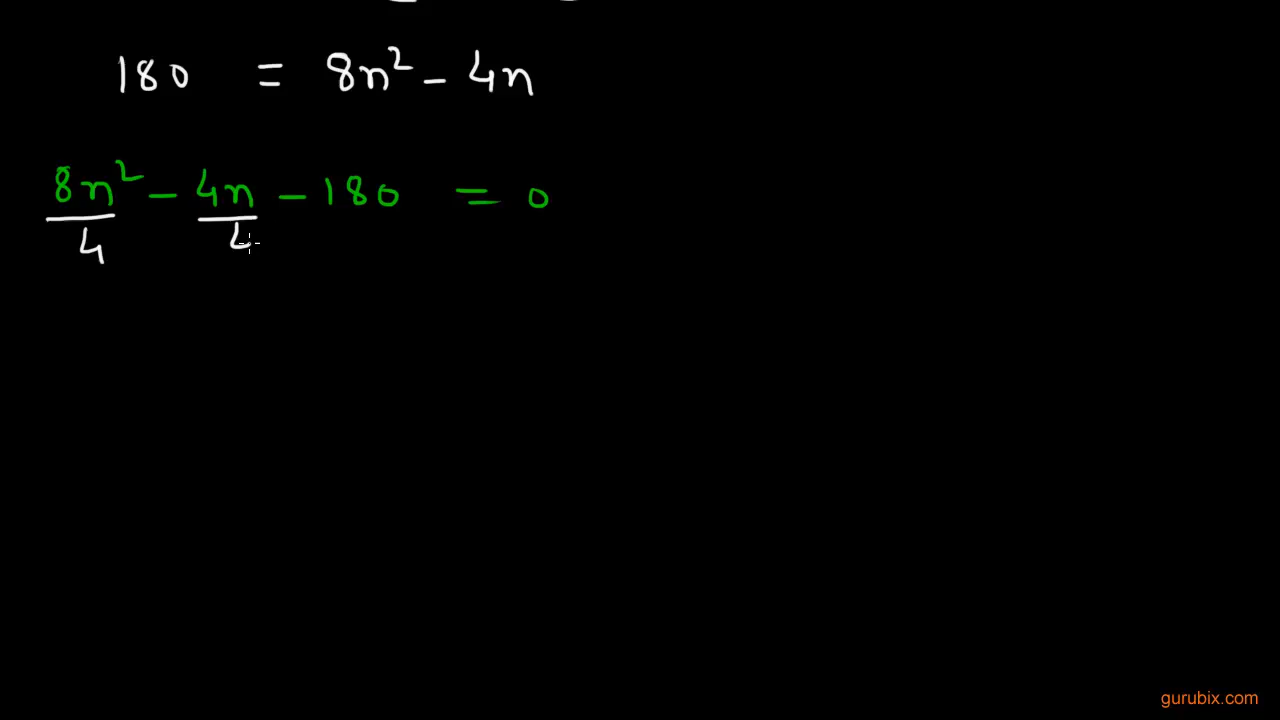 180 = 8n² - 4n
8n² - 4n - 180 = 0
4 4
gurubix.com